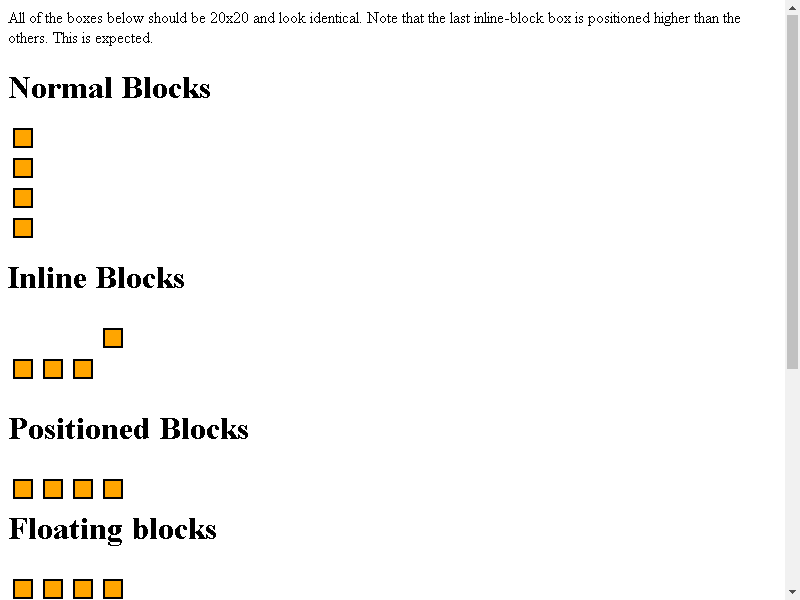 All of the boxes below should be 20x20 and look identical. Note that the last inline-block box is positioned higher than the
others. This is expected.
Normal Blocks
Inline Blocks
Positioned Blocks
Floating blocks